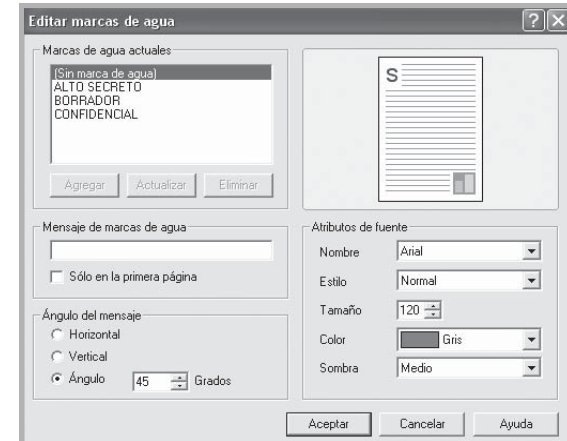 Editar marcas de agua
Marcas de agua actuales
(Sin marca de agua)
ALTO SECRETO
BORRADOR
CONFIDENCIAL
Agregar Actualizar Eliminar
S
Mensaje de marcas de agua
Sólo en la primera página
Ángulo del mensaje
Horizontal
Vertical
Ángulo 45 Grados
Atributos de fuente
Nombre Arial
Estilo Normal
Tamaño 120
Color Gris
Sombra Medio
Aceptar Cancelar Ayuda